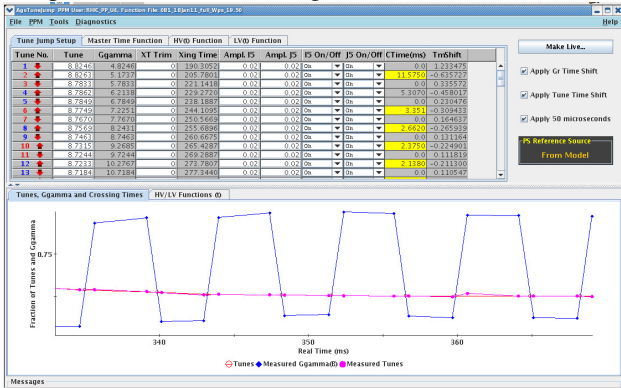 AgsTuneJump PPM User:RHIC_PP_U4, Function File:081_18Jan11_full_Wps_18.50
File PPM Tools Diagnostics Help
Tune Jump Setup Master Time Function HV(t) Function LV(t) Function
Tune No. Tune Ggamma XT Trim Xing Time Ampl. I5 Ampl. J5 I5 On/Off J5 On/Off CTime(ms) TmShift
1 8.8246 4.8246 0 190.3052 0.02 0.02 On On 0.0 1.233475
2 8.8263 5.1737 0 205.7801 0.02 0.02 On On 11.5750 -0.635727
3 8.7833 5.7833 0 221.1418 0.02 0.02 On On 0.0 0.335575
4 8.7862 6.2138 0 229.2720 0.02 0.02 On On 5.3070 -0.458017
5 8.7849 6.7849 0 238.1887 0.02 0.02 On On 0.0 0.230476
6 8.7749 7.2251 0 244.1095 0.02 0.02 On On 3.351 -0.309433
7 8.7670 7.7670 0 250.5669 0.02 0.02 On On 0.0 0.164637
8 8.7569 8.2431 0 255.6896 0.02 0.02 On On 2.6620 -0.265939
9 8.7463 8.7463 0 260.6675 0.02 0.02 On On 0.0 0.131164
10 8.7315 9.2685 0 265.4287 0.02 0.02 On On 2.3750 -0.224901
11 8.7244 9.7244 0 269.2887 0.02 0.02 On On 0.0 0.111819
12 8.7233 10.2767 0 273.7807 0.02 0.02 On On 2.1380 -0.211300
13 8.7184 10.7184 0 277.3440 0.02 0.02 On On 0.0 0.110547
Make Live...
Apply Gr Time Shift
Apply Tune Time Shift
Apply 50 microseconds
PS Reference Source
From Model
Tunes, Ggamma and Crossing Times HV/LV Functions (t)
Fraction of Tunes and Ggamma
0.75
340 350 360
Real Time (ms)
Tunes Measured Ggamma(B) Measured Tunes
Messages